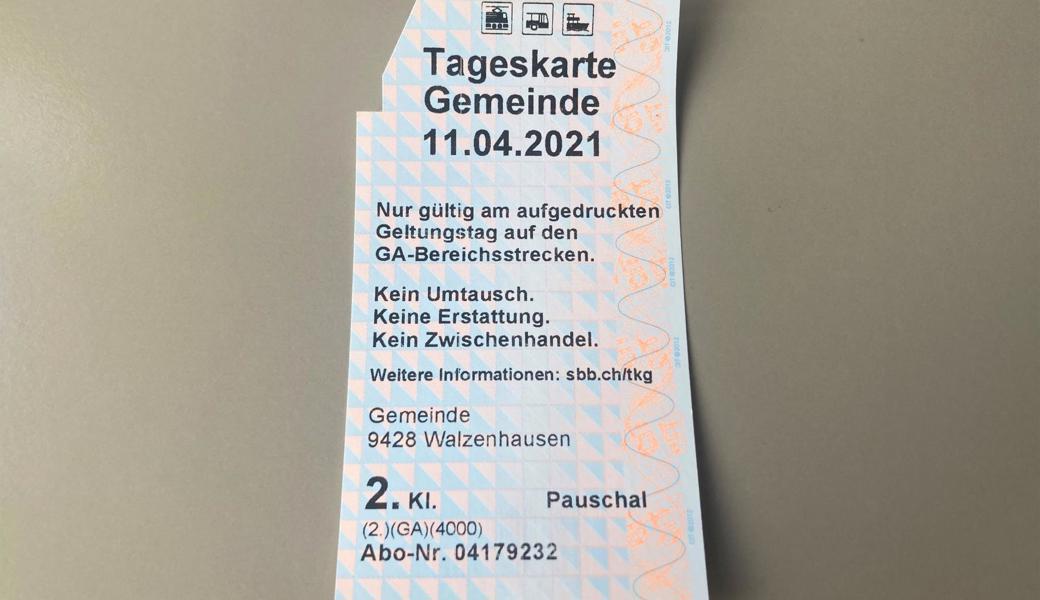 Tageskarte
Gemeinde
11.04.2021
Nur gültig am aufgedruckten
Geltungstag auf den
GA-Bereichsstrecken.
Kein Umtausch.
Keine Erstattung.
Kein Zwischenhandel.
Weitere Informationen: sbb.ch/tkg
Gemeinde
9428 Walzenhausen
2. Kl. Pauschal
(2.)(GA)(4000)
Abo-Nr. 04179232